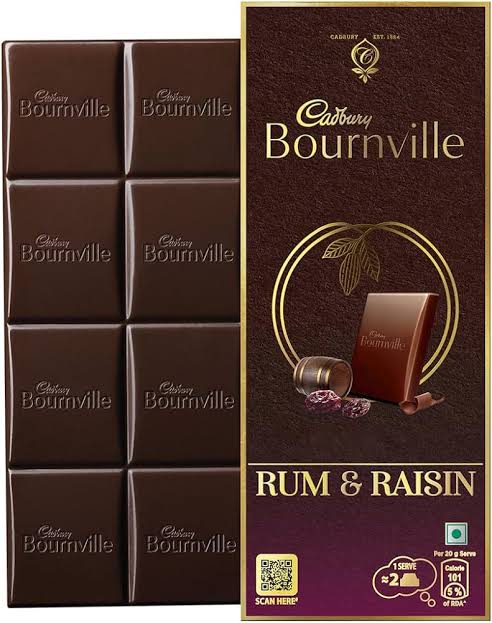 Cadbury
Bournville
Cadbury
Bournville
Cadbury
Bournville
Cadbury
Bournville
Cadbury
Bournville
Cadbury
Bournville
Cadbury
Bournville
Cadbury
Bournville
CADBURY EST. 1824
C
Cadbury
Bournville
Cadbury
Bournville
RUM & RAISIN
Per 20 g Serve
1 SERVE
≈2
Calorie
101
5 %
of RDA*
SCAN HERE*